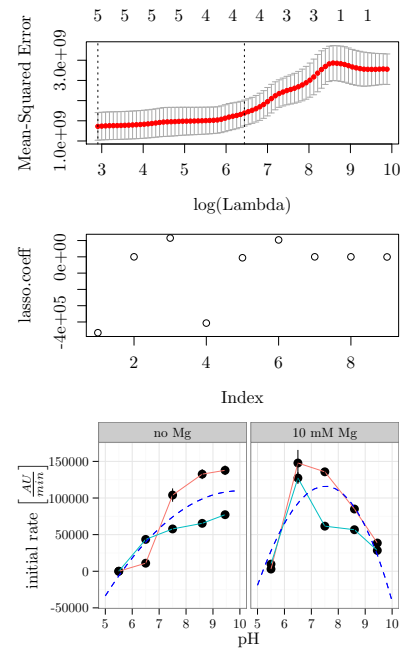 5 5 5 5 4 4 4 3 3 1 1
Mean-Squared Error
1.0e+09 3.0e+09
3 4 5 6 7 8 9 10
log(Lambda)
lasso.coeff
-4e+05 0e+00
2 4 6 8
Index
no Mg 10 mM Mg
initial rate [AU/min]
150000
100000
50000
0
-50000
5 6 7 8 9 10 5 6 7 8 9 10
pH